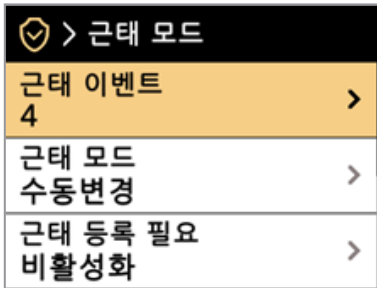 > 근태 모드
근태 이벤트
4
근태 모드
수동변경
근태 등록 필요
비활성화